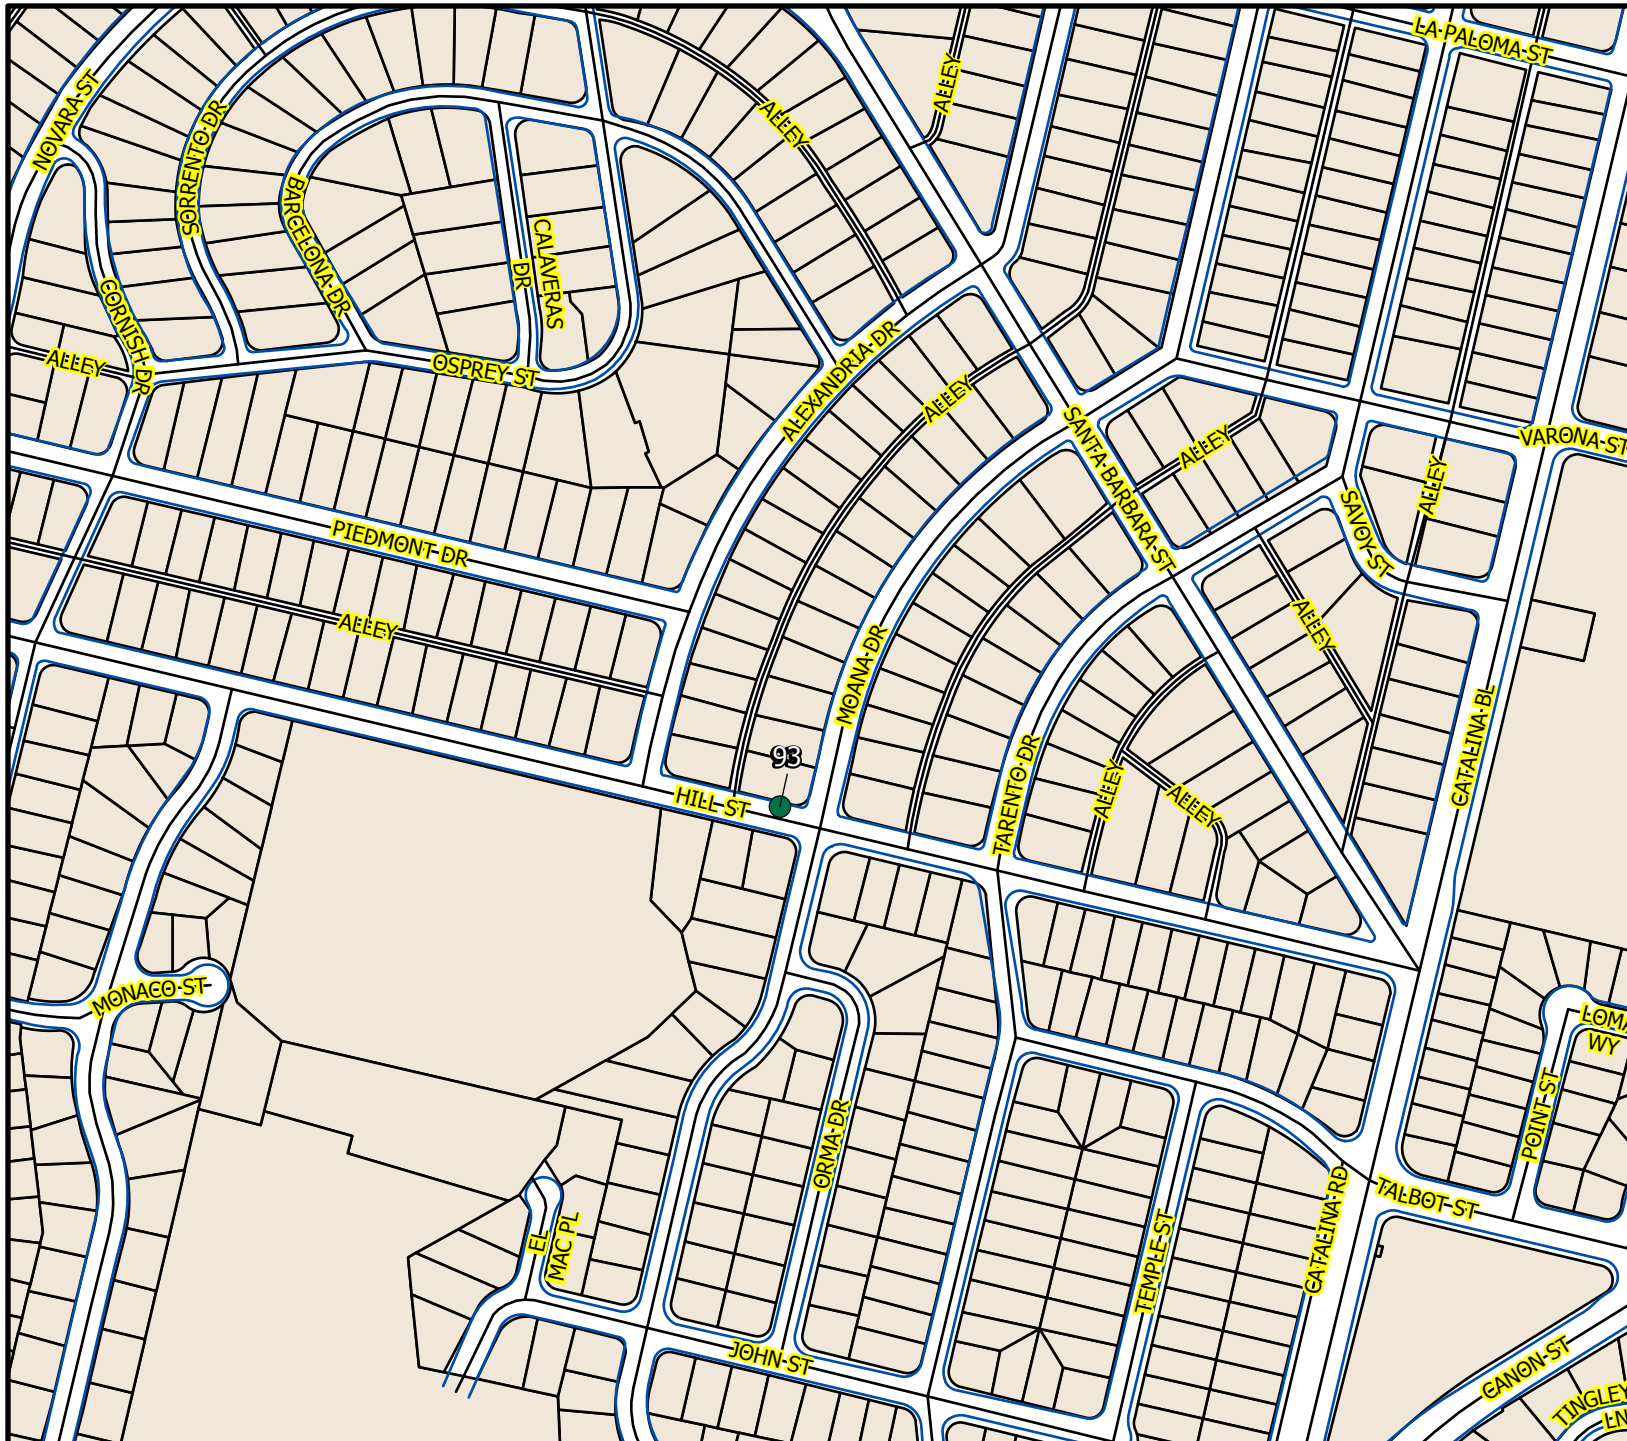 LA PALOMA ST
NOVARA ST
ALLEY
SORRENTO DR
ALLEY
BARCELONA DR
CALAVERAS
DR
CORNISH DR
ALLEY
OSPREY ST
ALEXANDRIA DR
ALLEY
SANTA BARBARA ST
ALLEY
VARONA ST
ALLEY
SAVOY ST
PIEDMONT DR
ALLEY
ALLEY
MOANA DR
CATALINA BL
93
HILL ST
TARENTO DR
ALLEY
ALLEY
MONACO ST
LOMA
WY
POINT ST
ORMA DR
TALBOT ST
CATALINA RD
EL
MAC PL
TEMPLE ST
JOHN ST
CANON ST
TINGLEY
LN